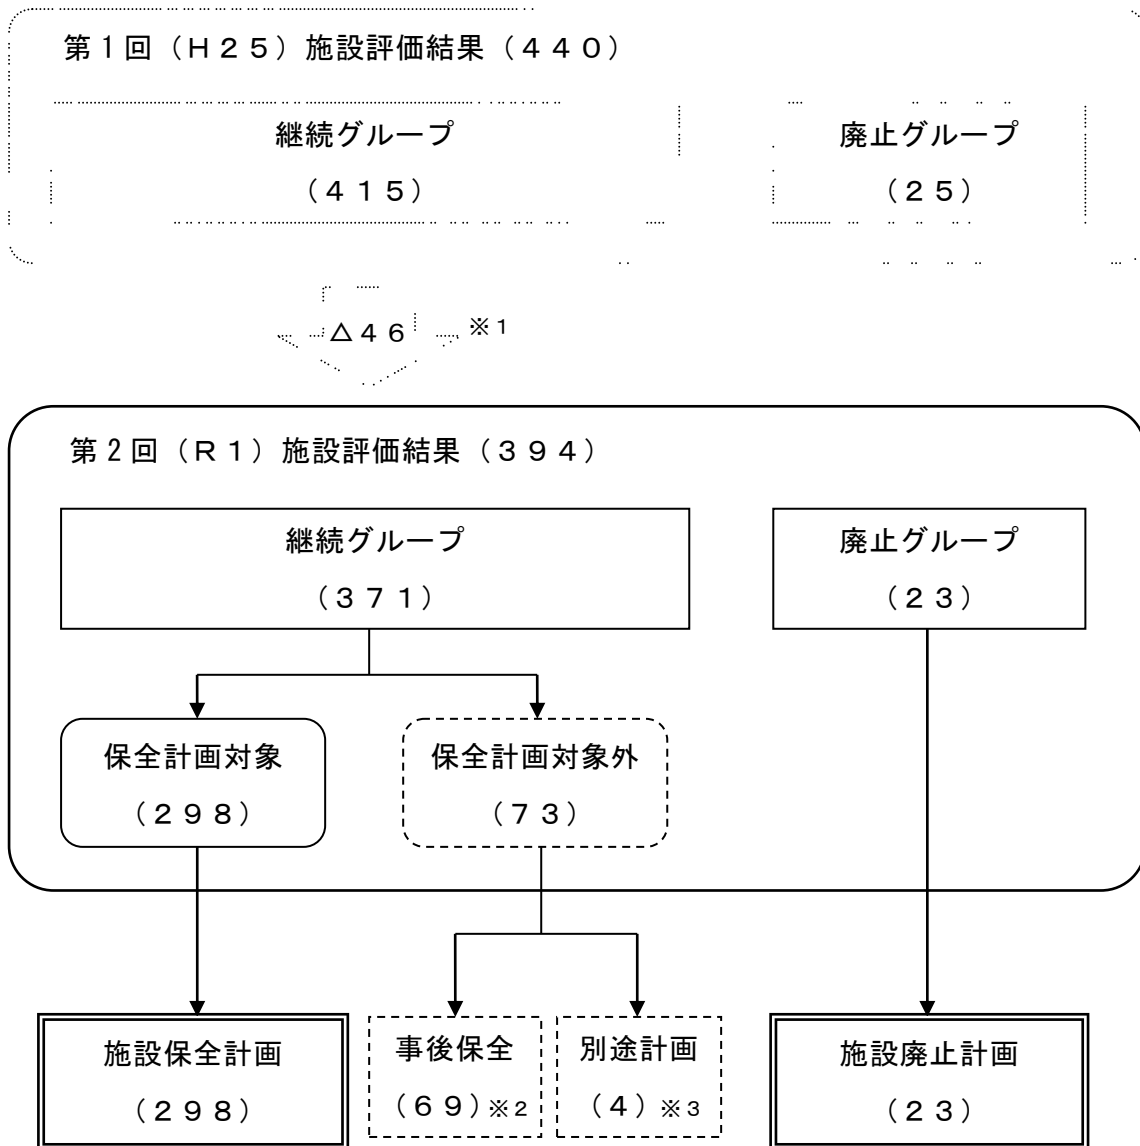 第1回（H25）施設評価結果（440）
継続グループ
（415）
廃止グループ
（25）
△46 ※1
第2回（R1）施設評価結果（394）
継続グループ
（371）
廃止グループ
（23）
保全計画対象
（298）
保全計画対象外
（73）
施設保全計画
（298）
事後保全
（69）※2
別途計画
（4）※3
施設廃止計画
（23）